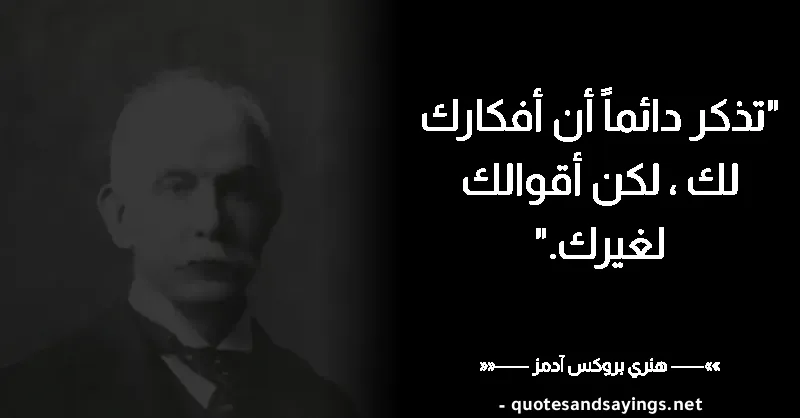 "تذكر دائماً أن أفكارك
لك ، لكن أقوالك
لغيرك."
»»—— هنري بروكس آدمز ——««
- quotesandsayings.net